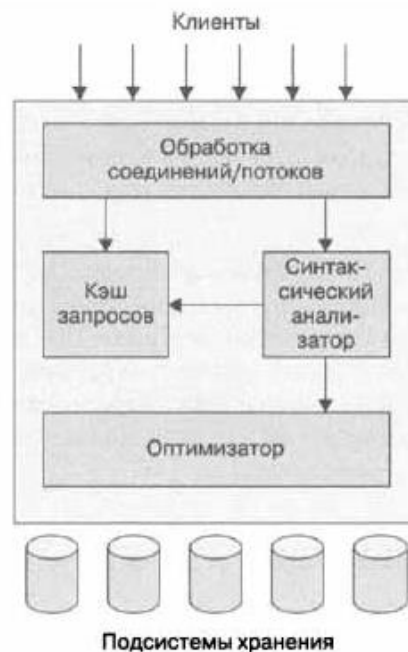 Клиенты
Обработка
соединений/потоков
Кэш
запросов
Синтак-
сический
анали-
затор
Оптимизатор
Подсистемы хранения